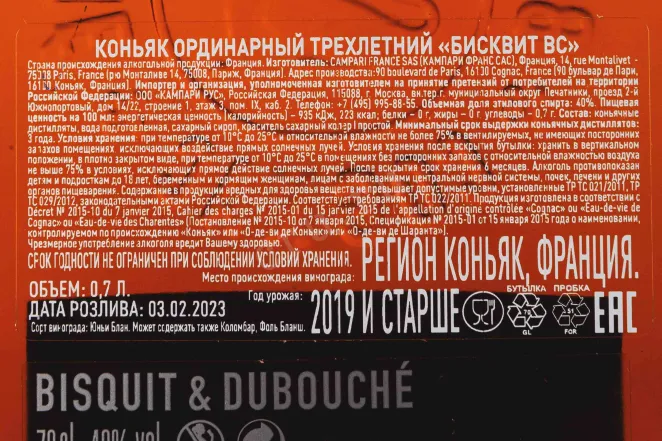 КОНЬЯК ОРДИНАРНЫЙ ТРЕХЛЕТНИЙ «БИСКВИТ ВС»
Страна происхождения алкогольной продукции: Франция. Изготовитель: CAMPARI FRANCE SAS (КАМПАРИ ФРАНС САС), Франция, 14, rue Montalivet -
75008 Paris, France (рю Монталиве 14, 75008, Париж, Франция). Адрес производства: 90 boulevard de Paris, 16100 Cognac, France (90 бульвар де Пари,
16100 Коньяк, Франция). Импортер и организация, уполномоченная изготовителем на принятие претензий от потребителей на территории
Российской Федерации: ООО «КАМПАРИ РУС», Российская Федерация, 115088, г. Москва, вн.тер.г. муниципальный округ Печатники, проезд 2-й
Южнопортовый, дом 14/22, строение 1, этаж 3, пом. IX, каб. 2. Телефон: +7 (495) 995-88-55. Объемная доля этилового спирта: 40%. Пищевая
ценность на 100 мл: энергетическая ценность (калорийность) – 935 кДж, 223 ккал; белки – 0 г, жиры – 0 г углеводы – 0,7 г. Состав: коньячные
дистилляты, вода подготовленная, сахарный сироп, краситель сахарный колер I простой. Минимальный срок выдержки коньячных дистиллятов:
3 года. Условия хранения: при температуре от 10°С до 25°С и относительной влажности не более 75% в вентилируемых, не имеющих посторонних
запахов помещениях, исключающих воздействие прямых солнечных лучей. Условия хранения после вскрытия бутылки: хранить в вертикальном
положении, в плотно закрытом виде, при температуре от 10°С до 25°С в помещениях без посторонних запахов с относительной влажностью воздуха
не выше 75% в условиях, исключающих прямое действие солнечных лучей. После вскрытия срок хранения 6 месяцев. Алкоголь противопоказан
детям и подросткам до 18 лет, беременным и кормящим женщинам, лицам с заболеваниями центральной нервной системы, почек, печени и других
органов пищеварения. Содержание в продукции вредных для здоровья веществ не превышает допустимые уровни, установленные ТР ТС 021/2011, ТР
ТС 029/2012, законодательными актами Российской Федерации. Соответствует требованиям ТР ТС 022/2011. Продукция изготовлена в соответствии с
Décret № 2015-10 du 7 janvier 2015, Cahier des charges № 2015-01 du 15 janvier 2015 de l'appellation d'origine contrôlée «Cognac» ou «Eau-de-vie de
Cognac» ou «Eau-de-vie des Charentes» (Постановление № 2015-10 от 7 января 2015, Спецификация № 2015-01 от 15 января 2015 года о наименовании,
контролируемом по происхождению «Коньяк» или «О-де-ви де Коньяк» или «О-де-ви де Шаранта»).
Чрезмерное употребление алкоголя вредит Вашему здоровью.
СРОК ГОДНОСТИ НЕ ОГРАНИЧЕН ПРИ СОБЛЮДЕНИИ УСЛОВИЙ ХРАНЕНИЯ.
Место происхождения винограда: РЕГИОН КОНЬЯК, ФРАНЦИЯ.
ОБЪЕМ: 0,7 Л.
ДАТА РОЗЛИВА: 03.02.2023
Год урожая: 2019 И СТАРШЕ
Сорт винограда: Юньи Блан. Может содержать также Коломбар, Фоль Бланш.
БУТЫЛКА ПРОБКА
70 51
GL FOR
ЕАС
BISQUIT & DUBOUCHÉ
70cl 40% vol